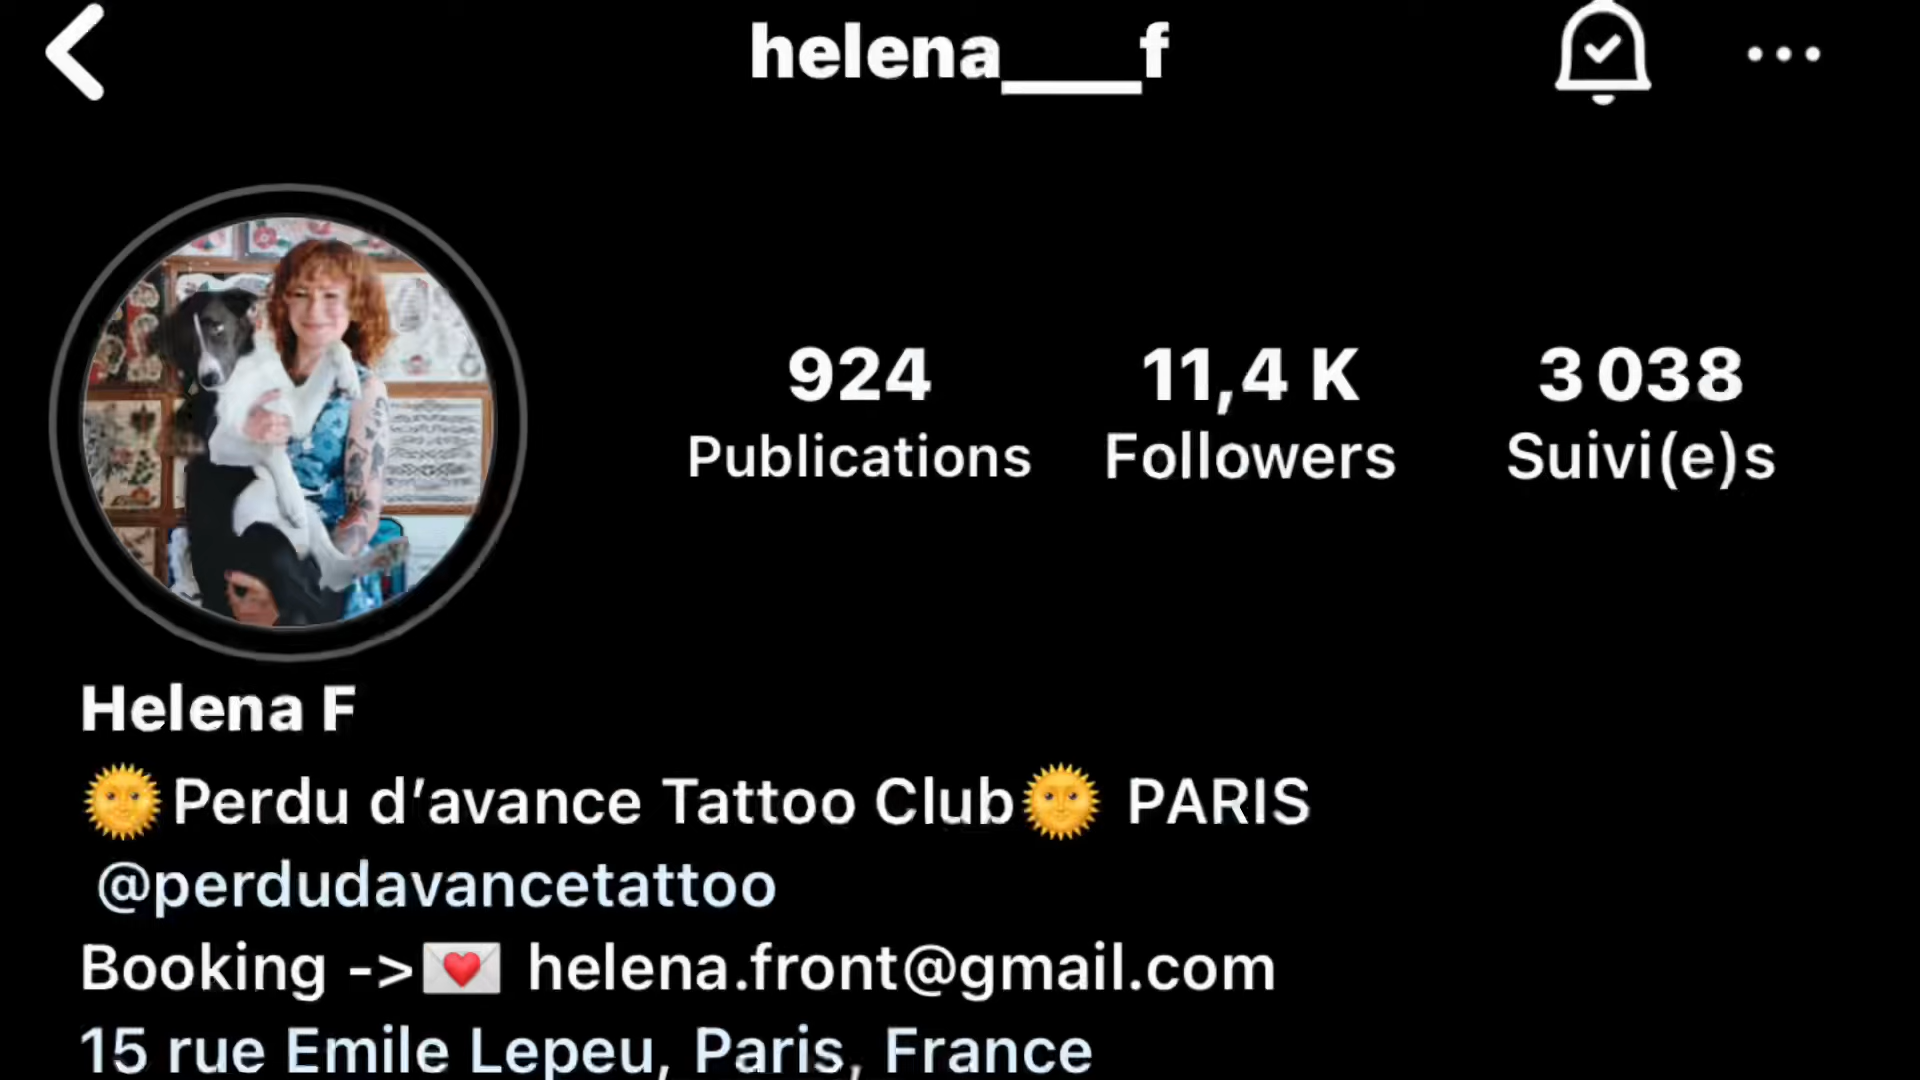 helena___f
924 11,4 K 3 038
Publications Followers Suivi(e)s
Helena F
🌞Perdu d’avance Tattoo Club🌞 PARIS
@perdudavancetattoo
Booking ->💌 helena.front@gmail.com
15 rue Emile Lepeu, Paris, France